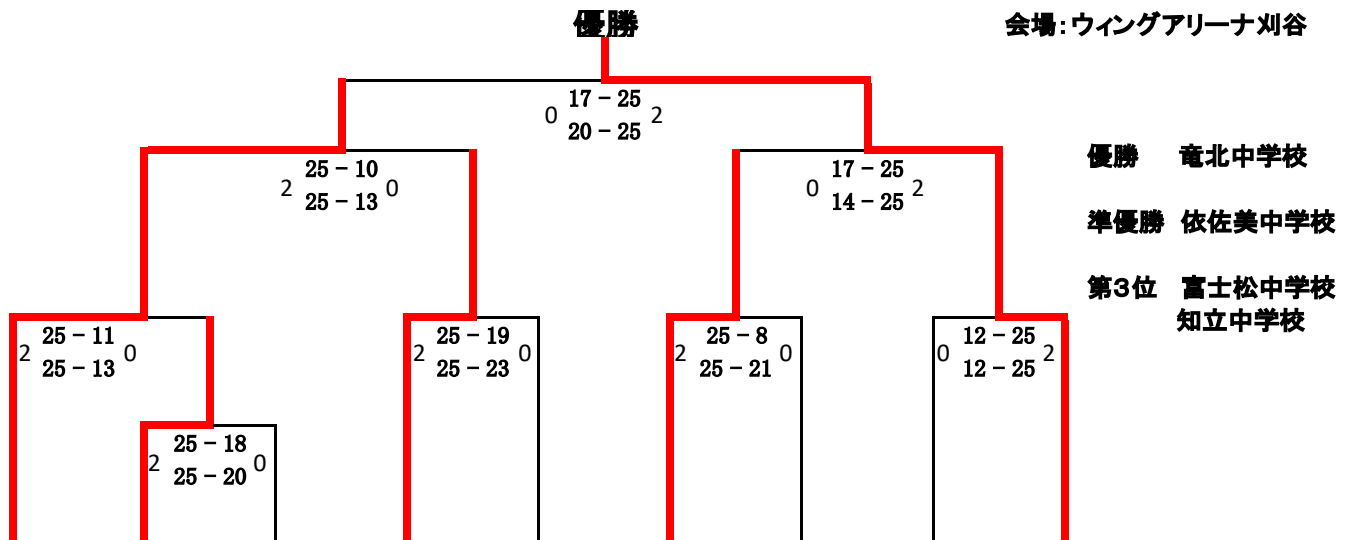 優勝
会場：ウィングアリーナ刈谷
0 17－25 2
20－25
優勝 竜北中学校
2 25－10 0
25－13
0 17－25 2
14－25
準優勝 依佐美中学校
第3位 富士松中学校
知立中学校
2 25－11 0
25－13
2 25－19 0
25－23
2 25－8 0
25－21
0 12－25 2
12－25
2 25－18 0
25－20